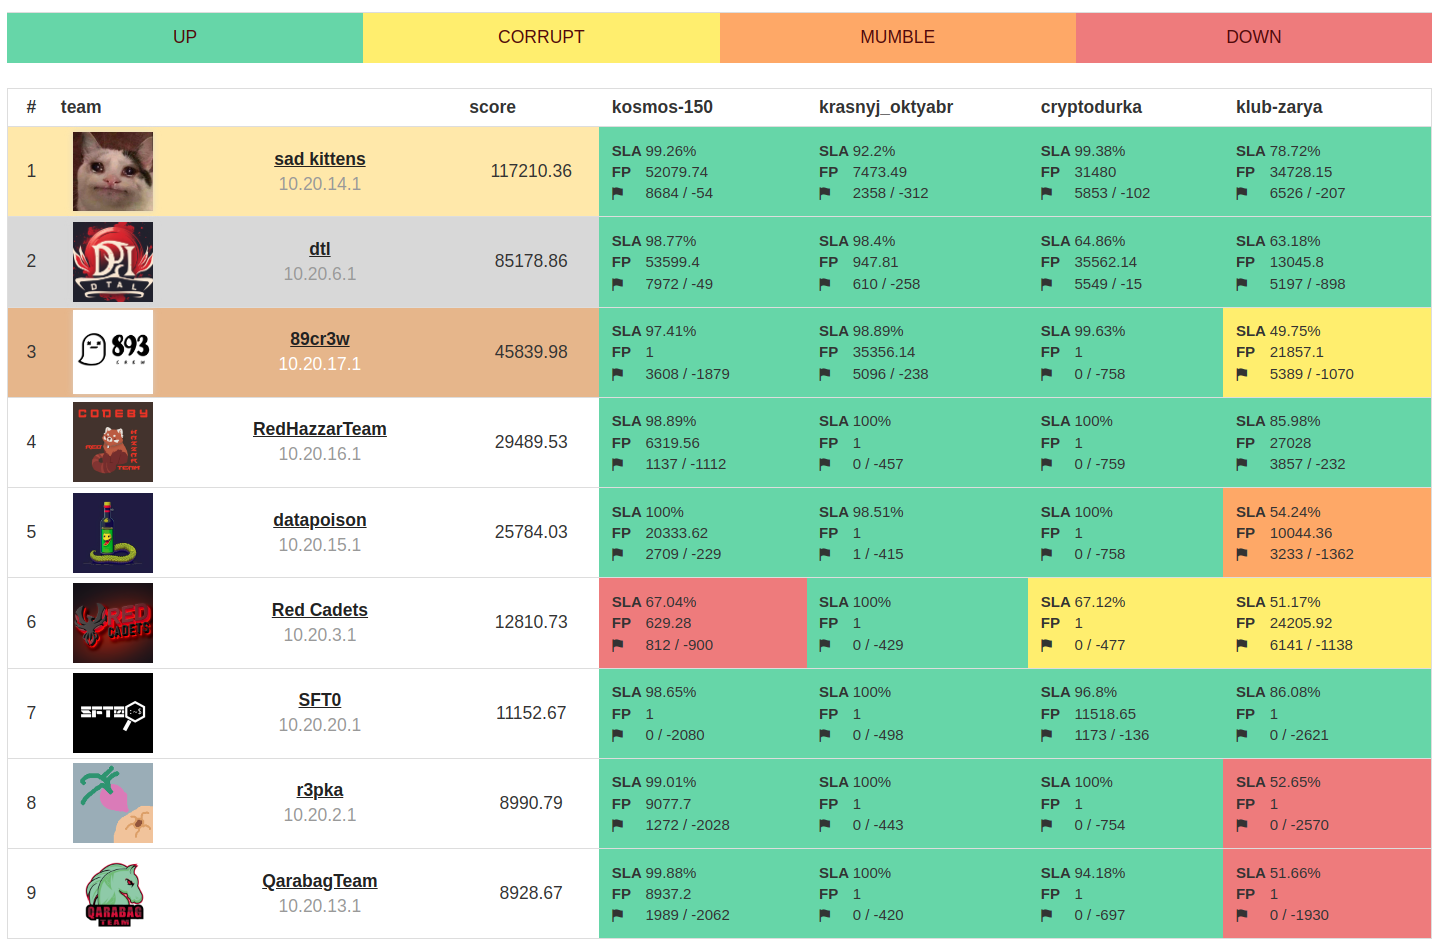 UP CORRUPT MUMBLE DOWN
# team score kosmos-150 krasnyj_oktyabr cryptodurka klub-zarya
sad kittens
1 10.20.14.1 117210.36
SLA 99.26% SLA 92.2% SLA 99.38% SLA 78.72%
FP 52079.74 FP 7473.49 FP 31480 FP 34728.15
8684 / -54 2358 / -312 5853 / -102 6526 / -207
DTAL
dtl
2 10.20.6.1 85178.86
SLA 98.77% SLA 98.4% SLA 64.86% SLA 63.18%
FP 53599.4 FP 947.81 FP 35562.14 FP 13045.8
7972 / -49 610 / -258 5549 / -15 5197 / -898
893
CREW
89cr3w
3 10.20.17.1 45839.98
SLA 97.41% SLA 98.89% SLA 99.63% SLA 49.75%
FP 1 FP 35356.14 FP 1 FP 21857.1
3608 / -1879 5096 / -238 0 / -758 5389 / -1070
CODEBY
RedHazzarTeam
4 10.20.16.1 29489.53
SLA 98.89% SLA 100% SLA 100% SLA 85.98%
FP 6319.56 FP 1 FP 1 FP 27028
1137 / -1112 0 / -457 0 / -759 3857 / -232
datapoison
5 10.20.15.1 25784.03
SLA 100% SLA 98.51% SLA 100% SLA 54.24%
FP 20333.62 FP 1 FP 1 FP 10044.36
2709 / -229 1 / -415 0 / -758 3233 / -1362
RED
CADETS
Red Cadets
6 10.20.3.1 12810.73
SLA 67.04% SLA 100% SLA 67.12% SLA 51.17%
FP 629.28 FP 1 FP 1 FP 24205.92
812 / -900 0 / -429 0 / -477 6141 / -1138
SFT0
SFT0
7 10.20.20.1 11152.67
SLA 98.65% SLA 100% SLA 96.8% SLA 86.08%
FP 1 FP 1 FP 11518.65 FP 1
0 / -2080 0 / -498 1173 / -136 0 / -2621
r3pka
8 10.20.2.1 8990.79
SLA 99.01% SLA 100% SLA 100% SLA 52.65%
FP 9077.7 FP 1 FP 1 FP 1
1272 / -2028 0 / -443 0 / -754 0 / -2570
QARABAG
TEAM
QarabagTeam
9 10.20.13.1 8928.67
SLA 99.88% SLA 100% SLA 94.18% SLA 51.66%
FP 8937.2 FP 1 FP 1 FP 1
1989 / -2062 0 / -420 0 / -697 0 / -1930